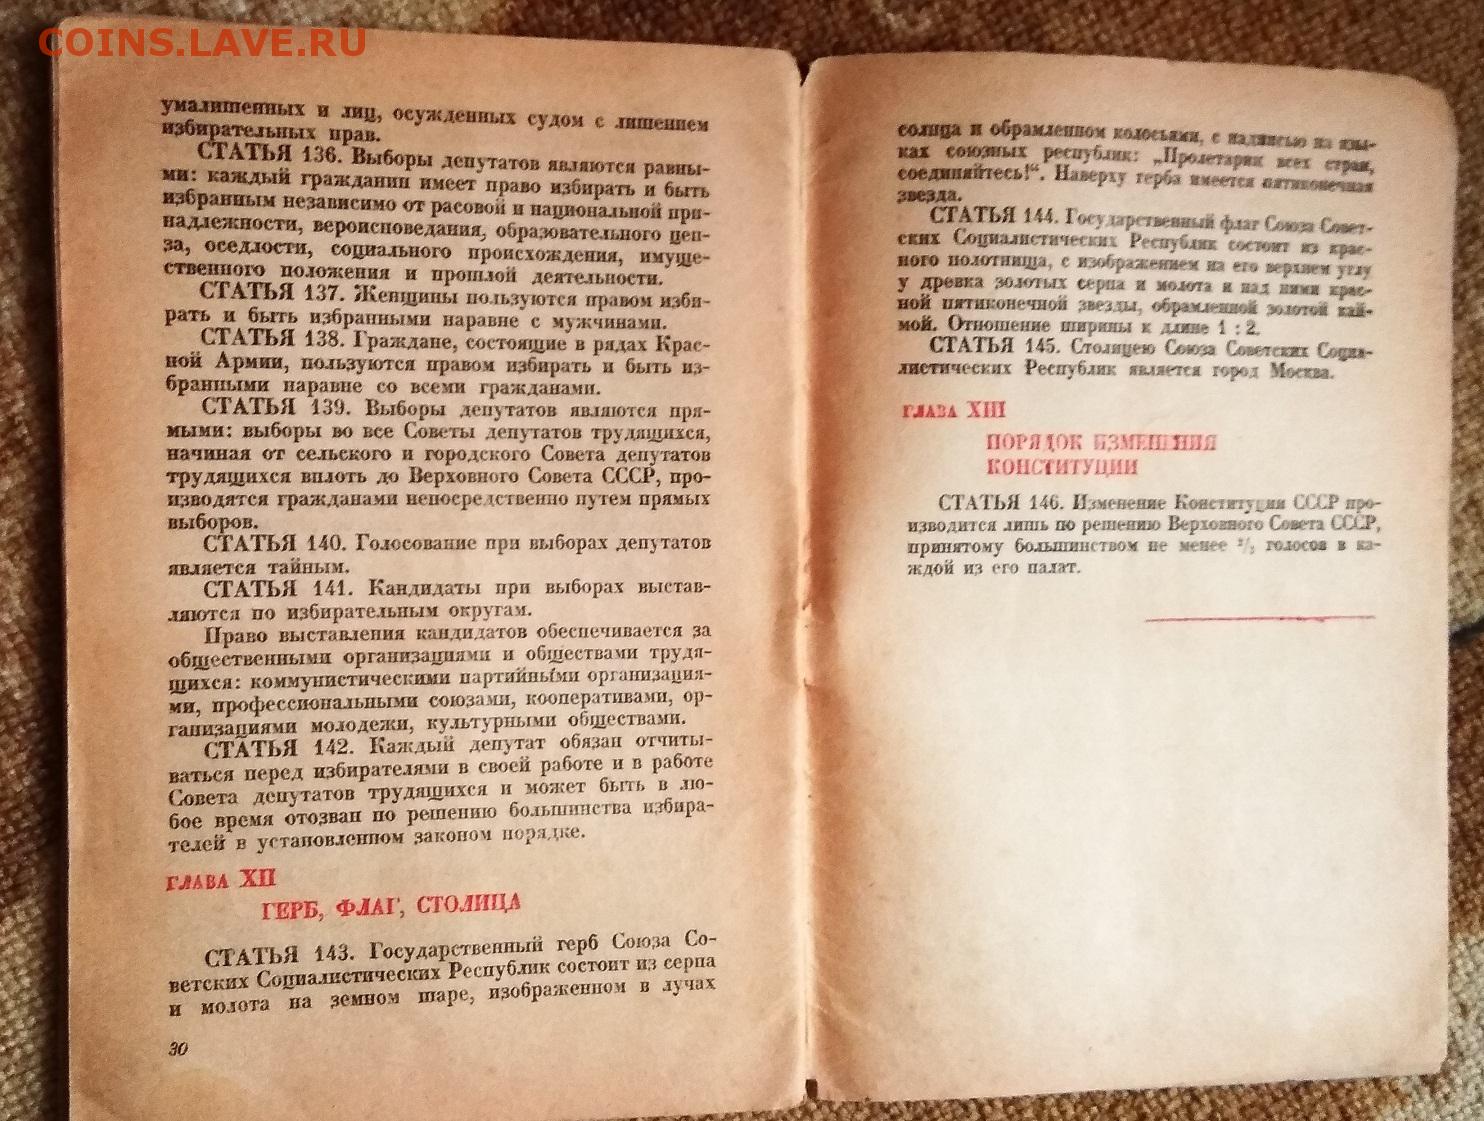 COINS.LAVE.RU
умалишенных и лиц, осужденных судом с лишением
избирательных прав.
СТАТЬЯ 136. Выборы депутатов являются равны-
ми: каждый гражданин имеет право избирать и быть
избранным независимо от расовой и национальной при-
надлежности, вероисповедания, образовательного цен-
за, оседлости, социального происхождения, имуще-
ственного положения и прошлой деятельности.
СТАТЬЯ 137. Женщины пользуются правом изби-
рать и быть избранными наравне с мужчинами.
СТАТЬЯ 138. Граждане, состоящие в рядах Крас-
ной Армии, пользуются правом избирать и быть из-
бранными наравне со всеми гражданами.
СТАТЬЯ 139. Выборы депутатов являются пря-
мыми: выборы во все Советы депутатов трудящихся,
начиная от сельского и городского Совета депутатов
трудящихся вплоть до Верховного Совета СССР, про-
изводятся гражданами непосредственно путем прямых
выборов.
СТАТЬЯ 140. Голосование при выборах депутатов
является тайным.
СТАТЬЯ 141. Кандидаты при выборах выстав-
ляются по избирательным округам.
Право выставления кандидатов обеспечивается за
общественными организациями и обществами трудя-
щихся: коммунистическими партийными организация-
ми, профессиональными союзами, кооперативами, ор-
ганизациями молодежи, культурными обществами.
СТАТЬЯ 142. Каждый депутат обязан отчиты-
ваться перед избирателями в своей работе и в работе
Совета депутатов трудящихся и может быть в лю-
бое время отозван по решению большинства избира-
телей в установленном законом порядке.
ГЛАВА XII
ГЕРБ, ФЛАГ, СТОЛИЦА
СТАТЬЯ 143. Государственный герб Союза Со-
ветских Социалистических Республик состоит из серпа
и молота на земном шаре, изображенном в лучах
30
солнца и обрамленном колосьями, с надписью на язы-
ках союзных республик: „Пролетарии всех стран,
соединяйтесь!“. Наверху герба имеется пятиконечная
звезда.
СТАТЬЯ 144. Государственный флаг Союза Совет-
ских Социалистических Республик состоит из крас-
ного полотнища, с изображением на его верхнем углу
у древка золотых серпа и молота и над ними крас-
ной пятиконечной звезды, обрамленной золотой кай-
мой. Отношение ширины к длине 1 : 2.
СТАТЬЯ 145. Столицею Союза Советских Социа-
листических Республик является город Москва.
ГЛАВА XIII
ПОРЯДОК ИЗМЕНЕНИЯ
КОНСТИТУЦИИ
СТАТЬЯ 146. Изменение Конституции СССР про-
изводится лишь по решению Верховного Совета СССР,
принятому большинством не менее ²/₃ голосов в ка-
ждой из его палат.